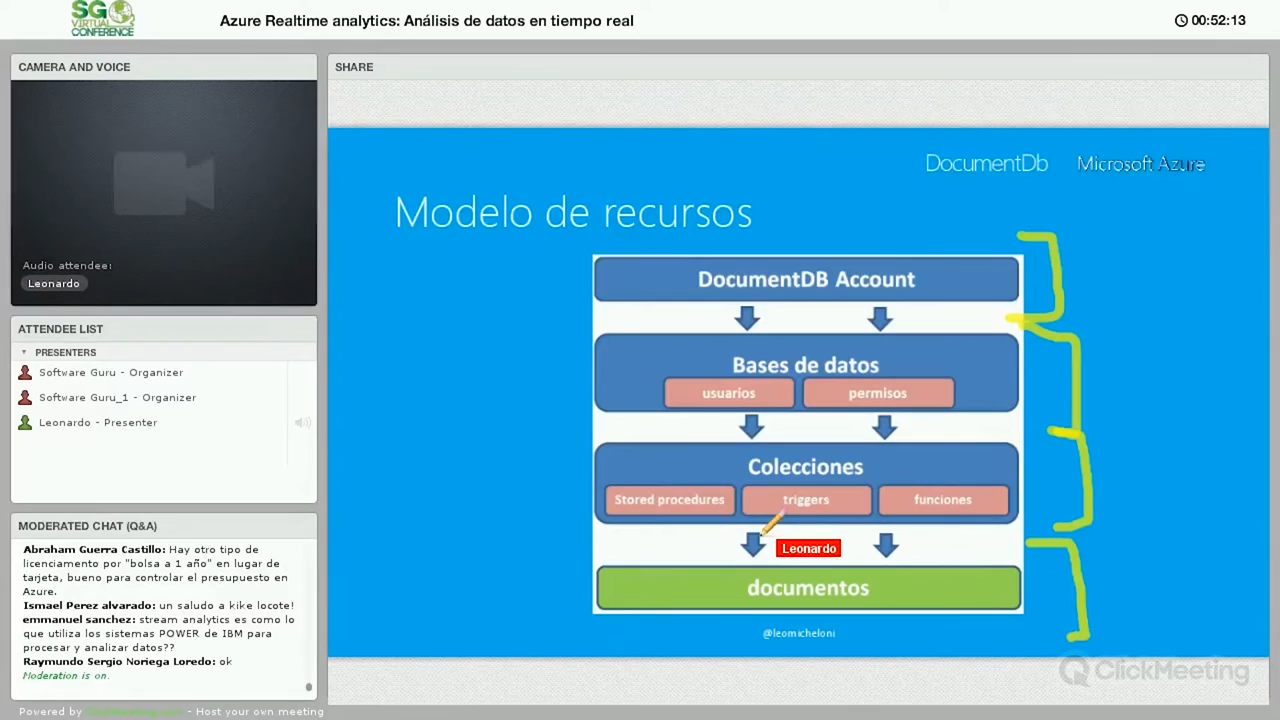 SG
VIRTUAL
CONFERENCE
Azure Realtime analytics: Análisis de datos en tiempo real
00:52:13
CAMERA AND VOICE
Audio attendee:
Leonardo
ATTENDEE LIST
PRESENTERS
Software Guru - Organizer
Software Guru_1 - Organizer
Leonardo - Presenter
MODERATED CHAT (Q&A)
Abraham Guerra Castillo: Hay otro tipo de
licenciamiento por "bolsa a 1 año" en lugar de
tarjeta, bueno para controlar el presupuesto en
Azure.
Ismael Perez alvarado: un saludo a kike locote!
emmanuel sanchez: stream analytics es como lo
que utiliza los sistemas POWER de IBM para
procesar y analizar datos??
Raymundo Sergio Noriega Loredo: ok
Moderation is on.
Powered by ClickMeeting.com - Host your own meeting
SHARE
DocumentDb Microsoft Azure
Modelo de recursos
DocumentDB Account
Bases de datos
usuarios permisos
Colecciones
Stored procedures triggers funciones
Leonardo
documentos
@leomicheloni
ClickMeeting